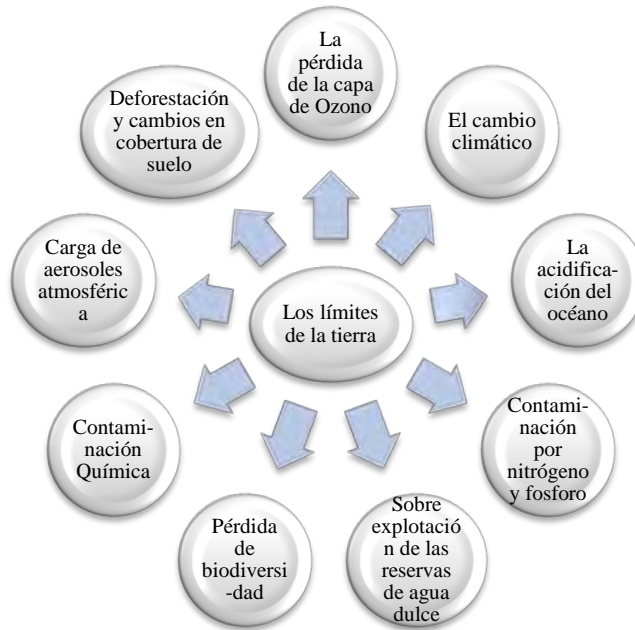 La
pérdida
de la capa
de Ozono
El cambio
climático
La
acidifica-
ción del
océano
Contami-
nación
por
nitrógeno
y fosforo
Sobre
explotació
n de las
reservas
de agua
dulce
Pérdida
de
biodiversi
-dad
Contami-
nación
Química
Carga de
aerosoles
atmosféric
a
Deforestación
y cambios en
cobertura de
suelo
Los límites
de la tierra